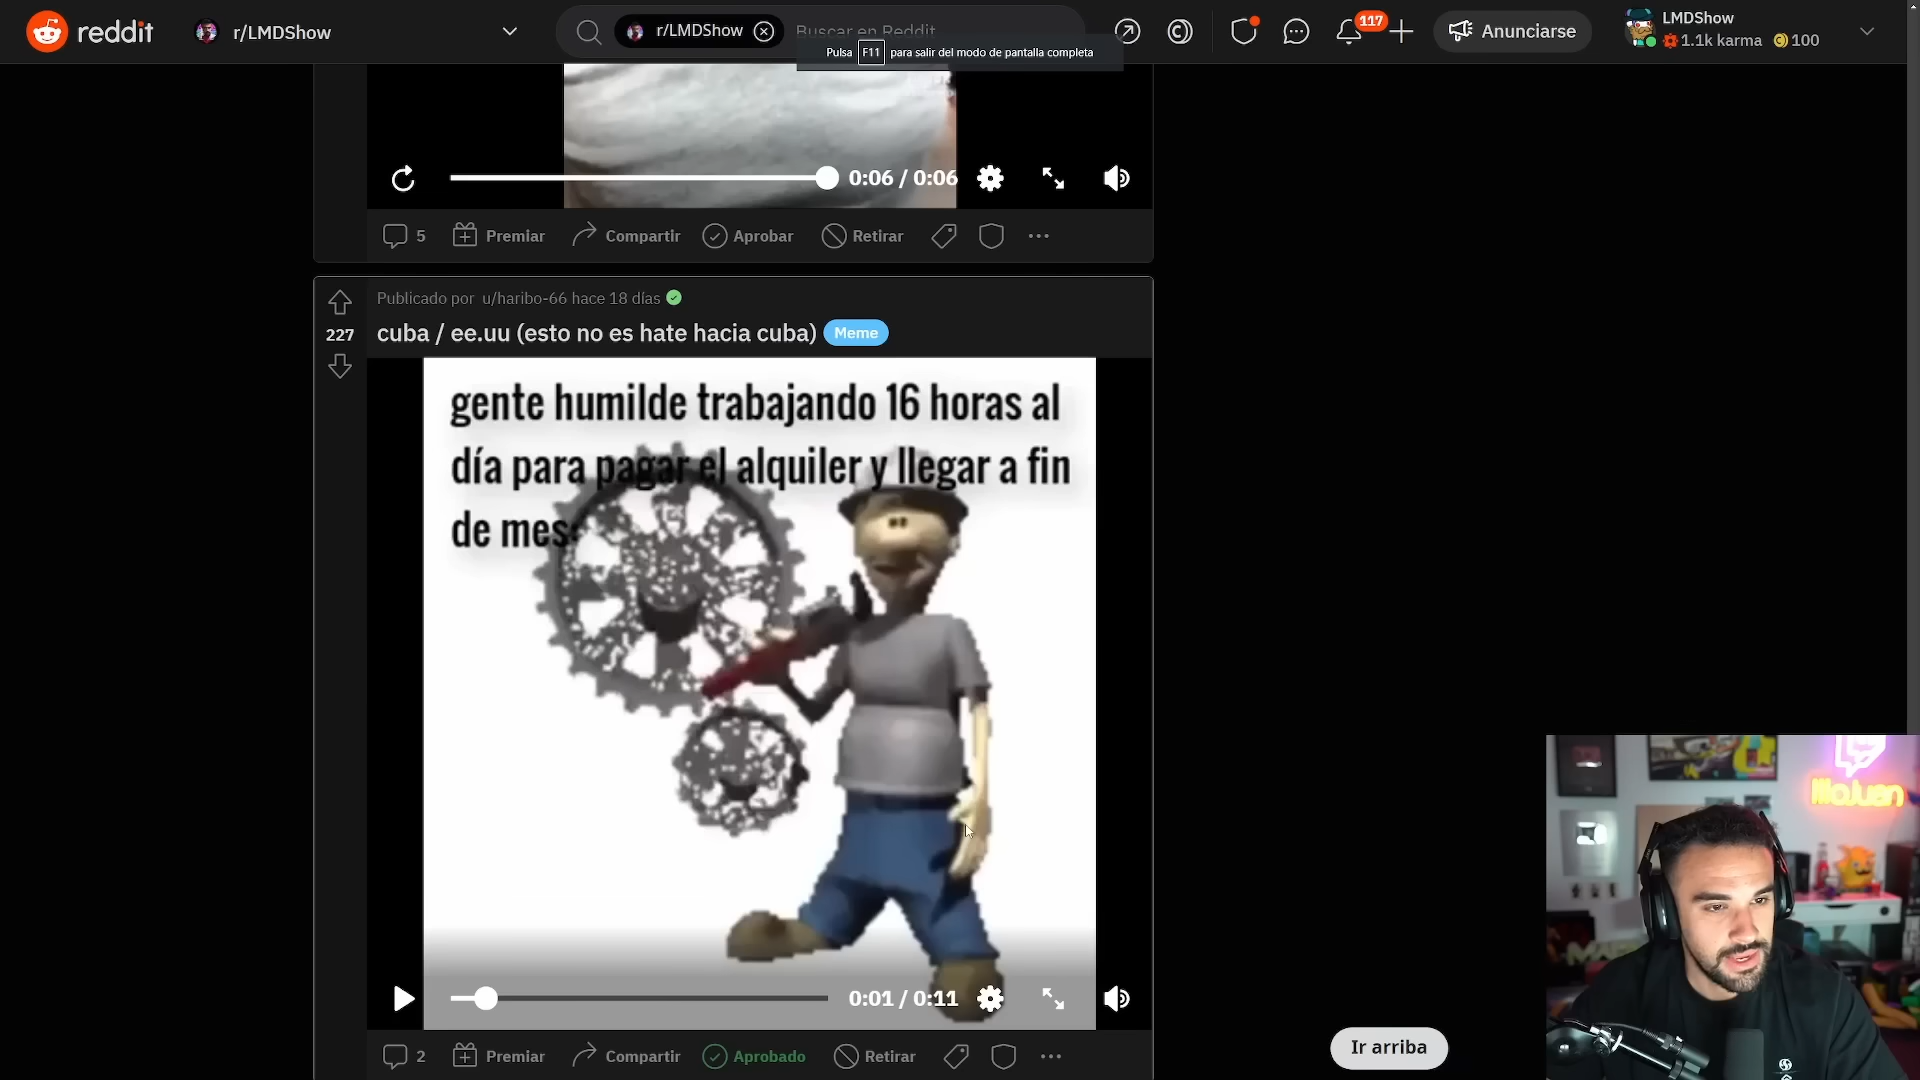 reddit
r/LMDShow
r/LMDShow
Buscar en Reddit
Pulsa F11 para salir del modo de pantalla completa
117
Anunciarse
LMDShow
1.1k karma 100
0:06 / 0:06
5 Premiar Compartir Aprobar Retirar
Publicado por u/haribo-66 hace 18 días
227
cuba / ee.uu (esto no es hate hacia cuba) Meme
gente humilde trabajando 16 horas al
día para pagar el alquiler y llegar a fin
de mes
0:01 / 0:11
2 Premiar Compartir Aprobado Retirar
Ir arriba